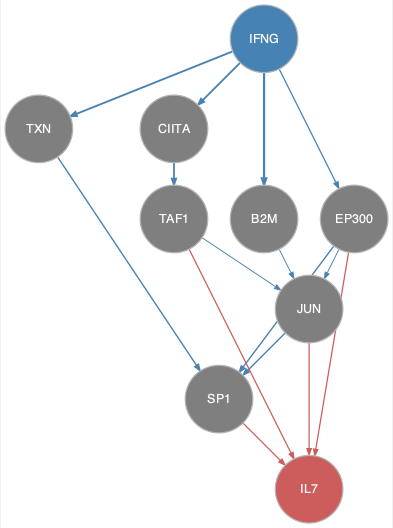 IFNG
TXN
CIITA
TAF1
B2M
EP300
JUN
SP1
IL7